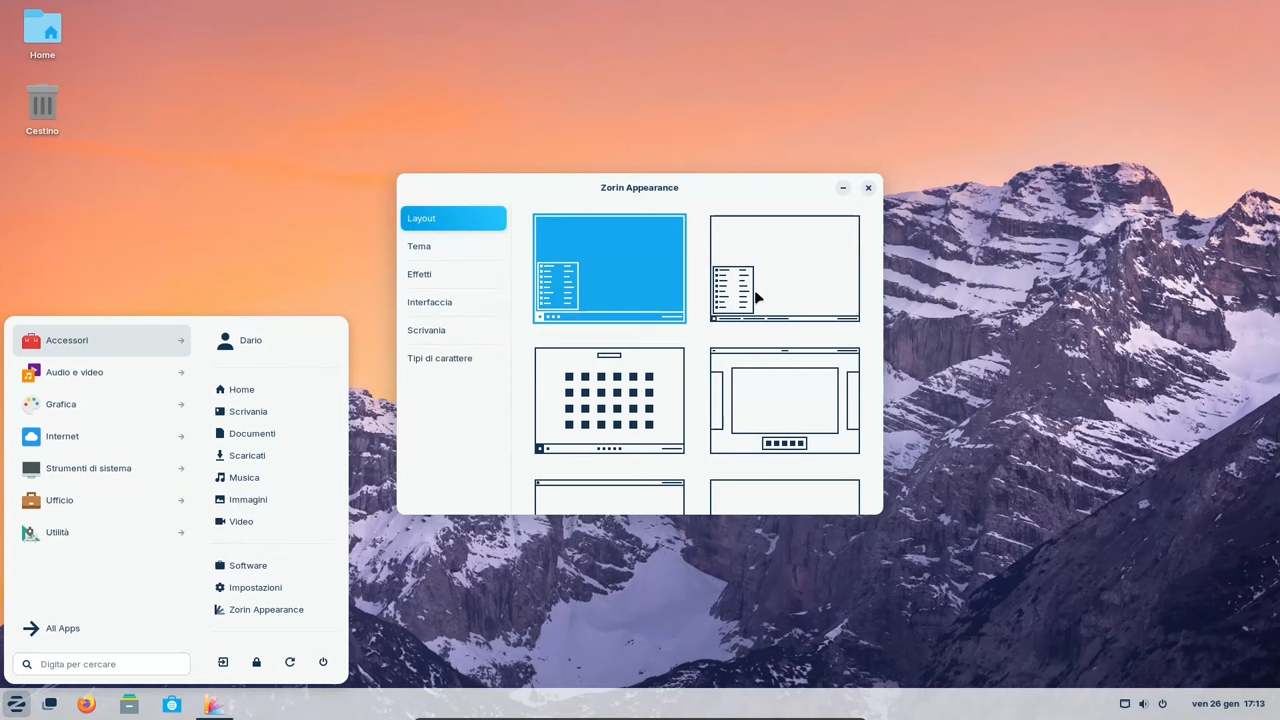 Home
Cestino
Zorin Appearance
Layout
Tema
Effetti
Interfaccia
Scrivania
Tipi di carattere
Accessori
Audio e video
Grafica
Internet
Strumenti di sistema
Ufficio
Utilità
All Apps
Digita per cercare
Dario
Home
Scrivania
Documenti
Scaricati
Musica
Immagini
Video
Software
Impostazioni
Zorin Appearance
ven 26 gen 17:13